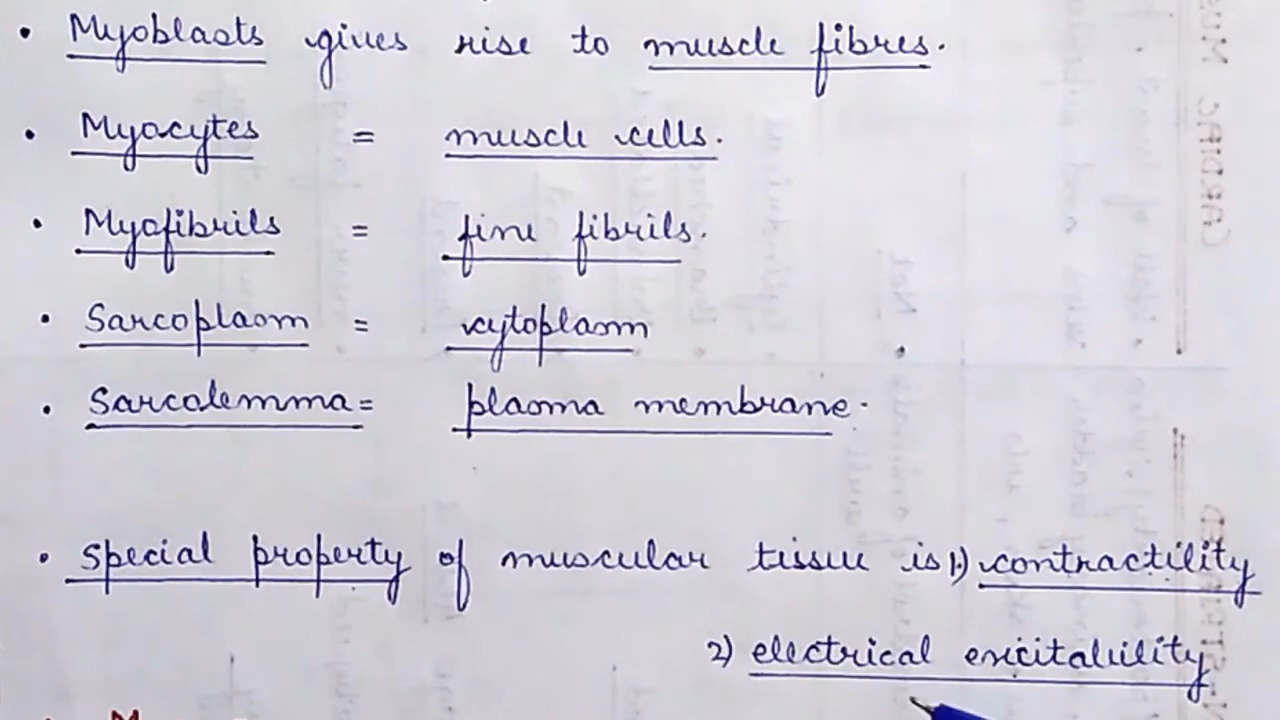 • Myoblasts gives rise to muscle fibres.
• Myocytes = muscle cells.
• Myofibrils = fine fibrils.
• Sarcoplasm = cytoplasm
• Sarcolemma = plasma membrane.
• Special property of muscular tissue is 1) contractility
2) electrical excitability